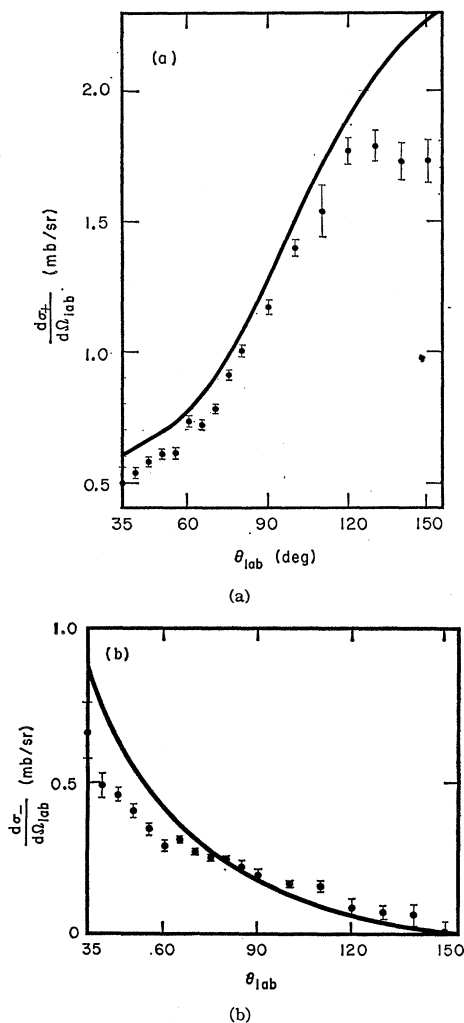 (a)
2.0
1.5
1.0
0.5
dσ₊
dΩlab (mb/sr)
35 60 90 120 150
θlab (deg)
(a)
1.0
(b)
0.5
0
dσ₋
dΩlab (mb/sr)
35 60 90 120 150
θlab
(b)